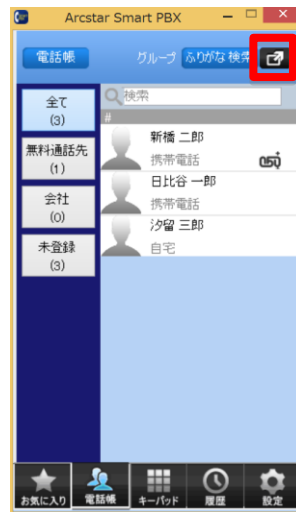 Arcstar Smart PBX
電話帳
グループ
ふりがな 検索
全て
(3)
検索
#
無料通話先
(1)
新橋 二郎
携帯電話
会社
(0)
日比谷 一郎
携帯電話
未登録
(3)
汐留 三郎
自宅
お気に入り
電話帳
キーパッド
履歴
設定